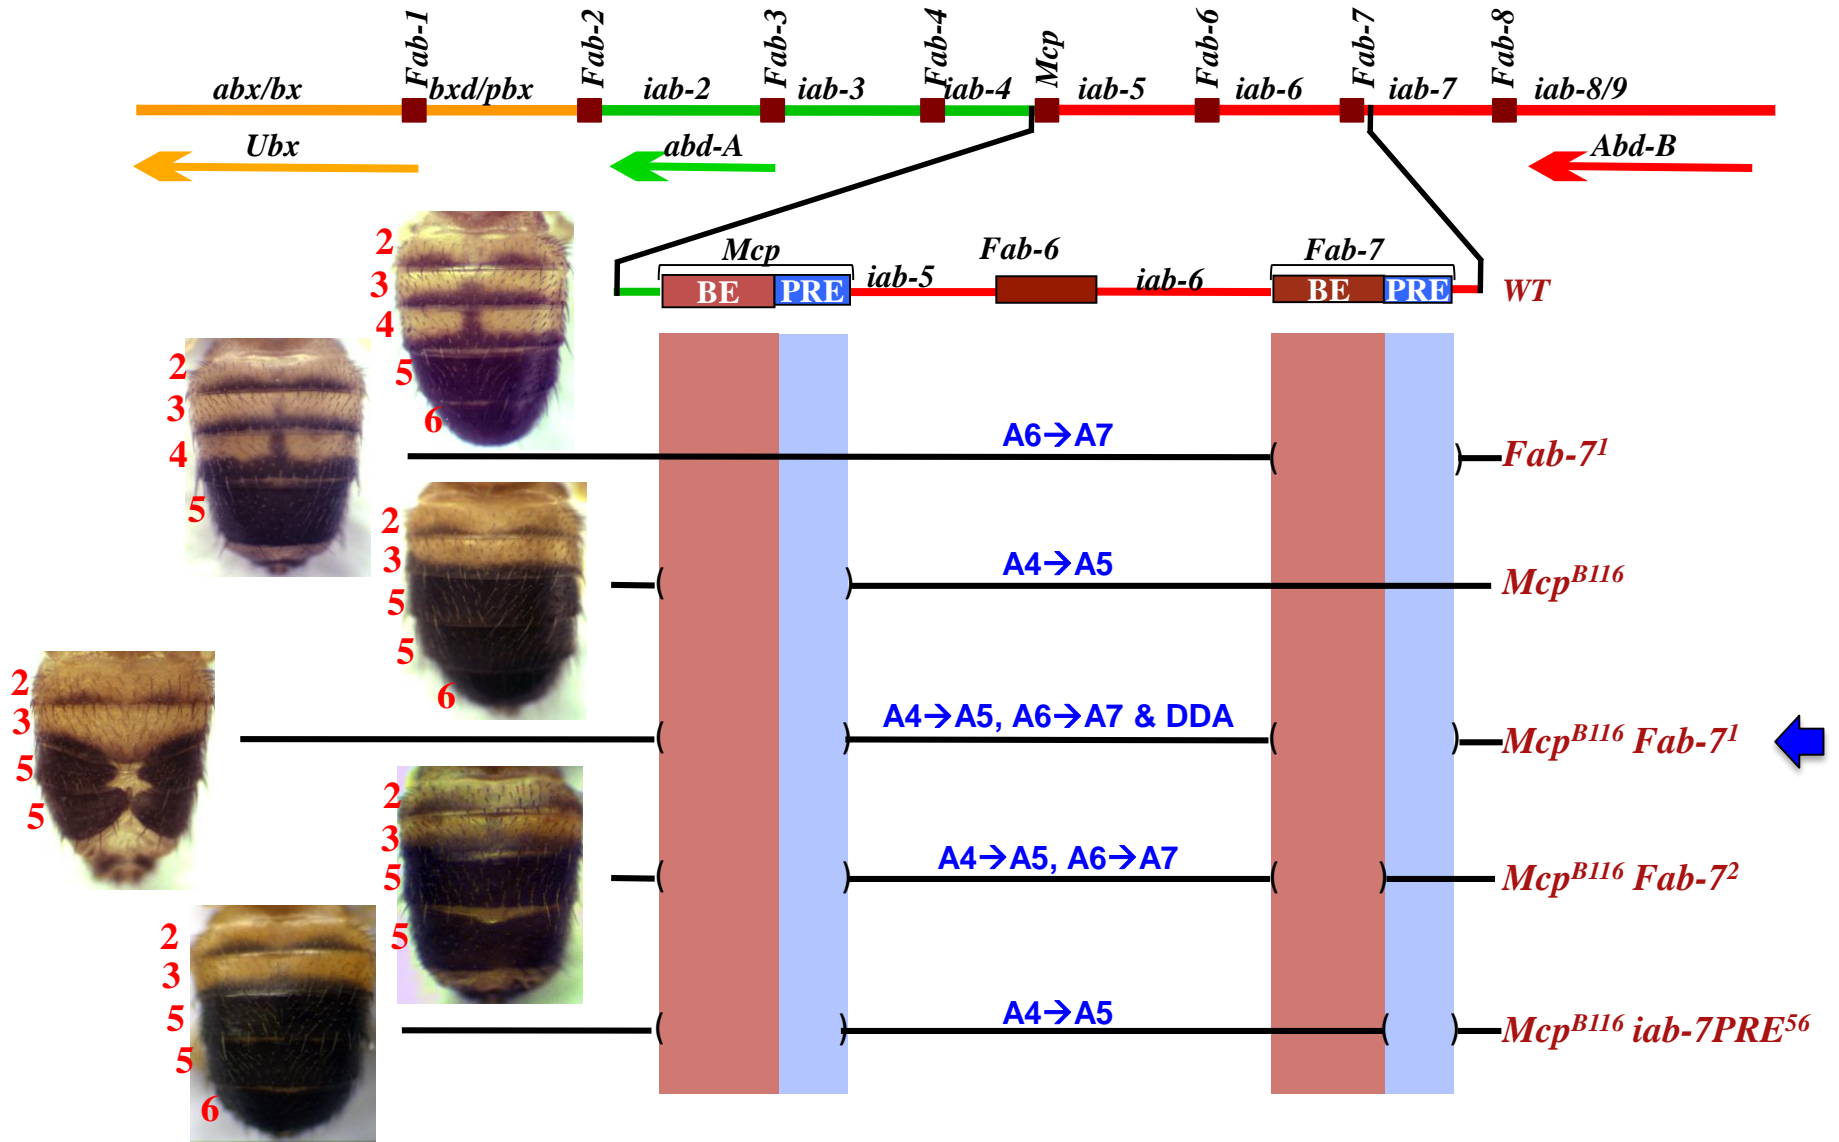 Fab-1
Fab-2
Fab-3
Fab-4
Mcp
Fab-6
Fab-7
Fab-8
abx/bx bxd/pbx iab-2 iab-3 iab-4 iab-5 iab-6 iab-7 iab-8/9
Ubx abd-A Abd-B
Mcp Fab-6 Fab-7
BE PRE iab-5 iab-6 BE PRE WT
2
3
4
5
6
A6→A7
Fab-7¹
2
3
4
5
A4→A5
Mcpᴮ¹¹⁶
2
3
5
5
6
A4→A5, A6→A7 & DDA
Mcpᴮ¹¹⁶ Fab-7¹
2
3
5
5
A4→A5, A6→A7
Mcpᴮ¹¹⁶ Fab-7²
2
3
5
5
A4→A5
Mcpᴮ¹¹⁶ iab-7PRE⁵⁶
2
3
5
5
6